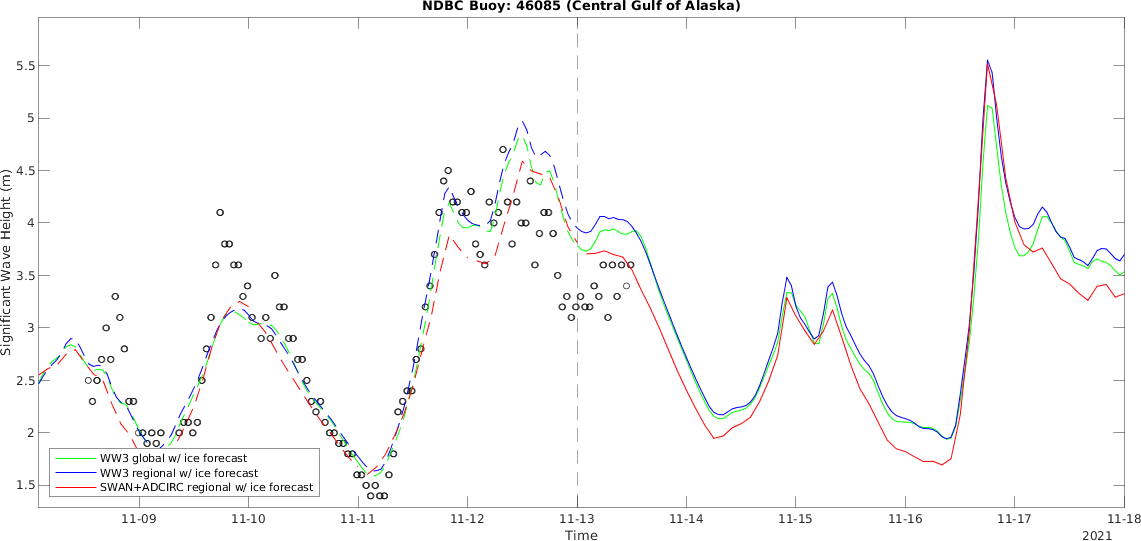 NDBC Buoy: 46085 (Central Gulf of Alaska)
Significant Wave Height (m)
5.5
5
4.5
4
3.5
3
2.5
2
1.5
WW3 global w/ ice forecast
WW3 regional w/ ice forecast
SWAN+ADCIRC regional w/ ice forecast
11-09 11-10 11-11 11-12 11-13 11-14 11-15 11-16 11-17 11-18
Time
2021